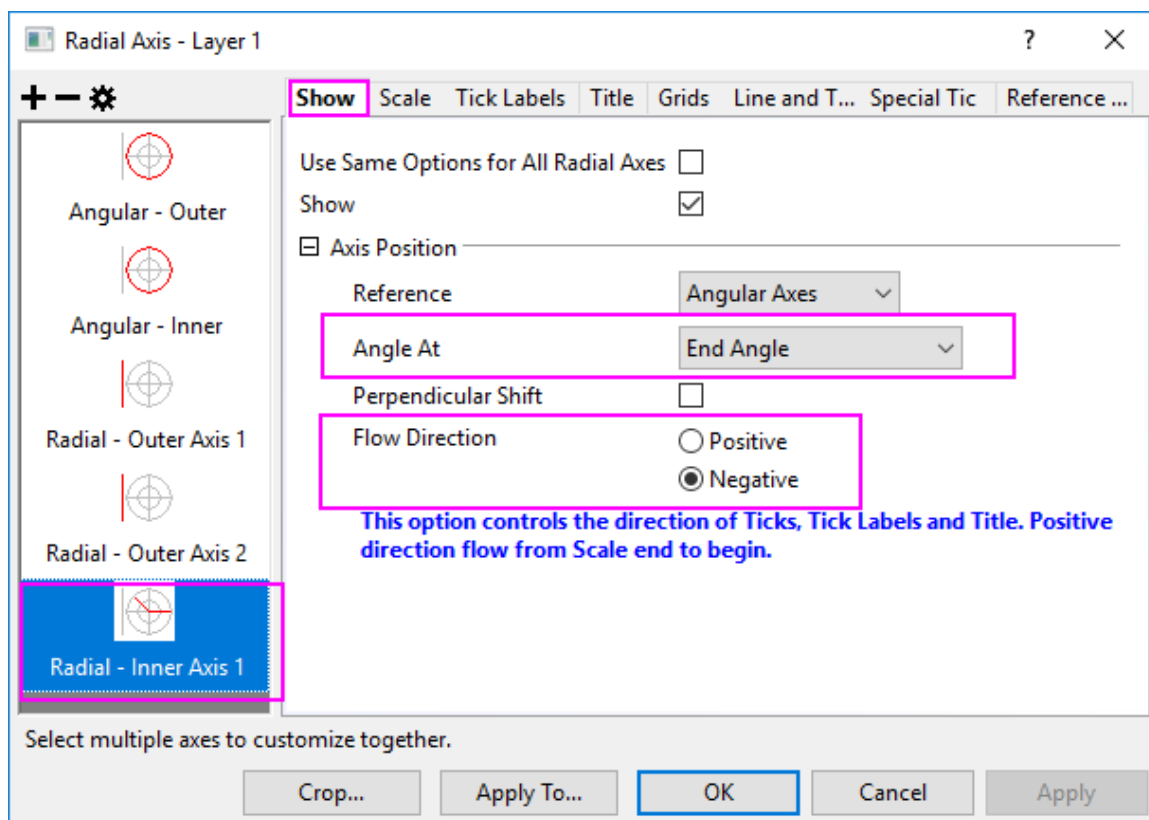 Radial Axis - Layer 1
?
Show Scale Tick Labels Title Grids Line and T... Special Tic Reference ...
Angular - Outer
Angular - Inner
Radial - Outer Axis 1
Radial - Outer Axis 2
Radial - Inner Axis 1
Use Same Options for All Radial Axes
Show
Axis Position
Reference Angular Axes
Angle At End Angle
Perpendicular Shift
Flow Direction Positive
Negative
This option controls the direction of Ticks, Tick Labels and Title. Positive
direction flow from Scale end to begin.
Select multiple axes to customize together.
Crop... Apply To... OK Cancel Apply